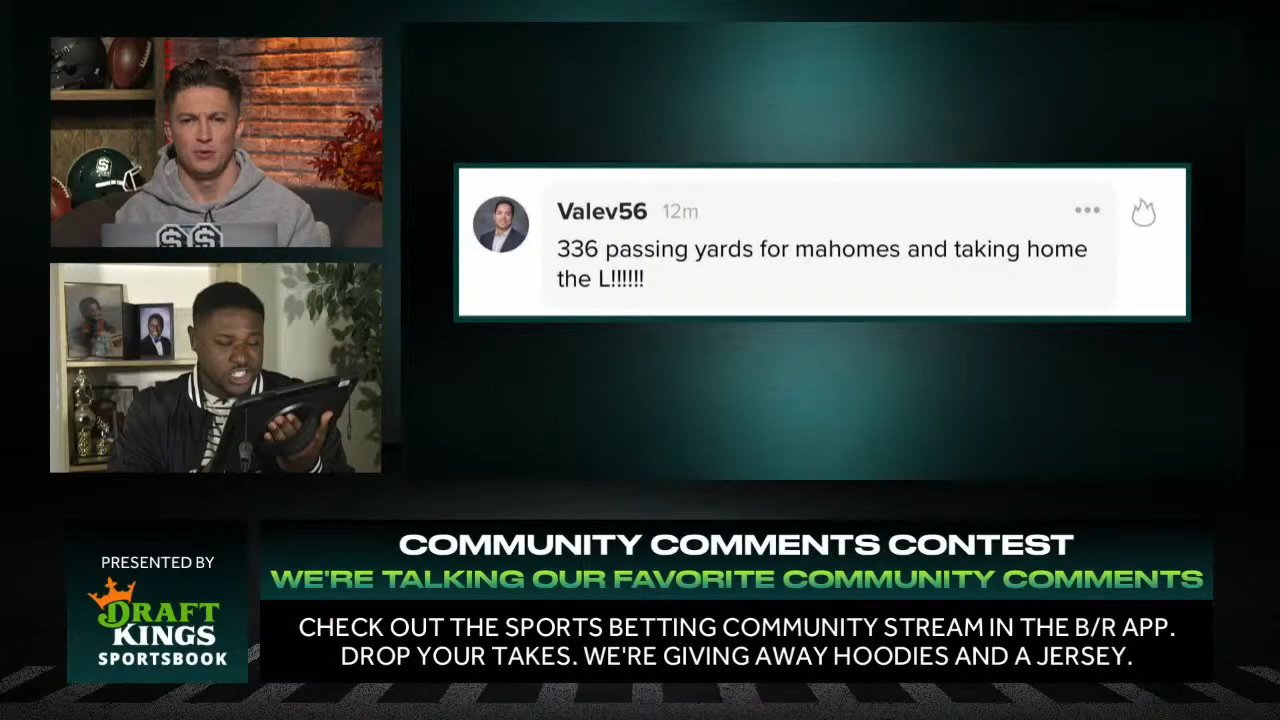 S
S S
Valev56 12m
336 passing yards for mahomes and taking home
the L!!!!!!
PRESENTED BY
DRAFT
KINGS
SPORTSBOOK
COMMUNITY COMMENTS CONTEST
WE'RE TALKING OUR FAVORITE COMMUNITY COMMENTS
CHECK OUT THE SPORTS BETTING COMMUNITY STREAM IN THE B/R APP.
DROP YOUR TAKES. WE'RE GIVING AWAY HOODIES AND A JERSEY.